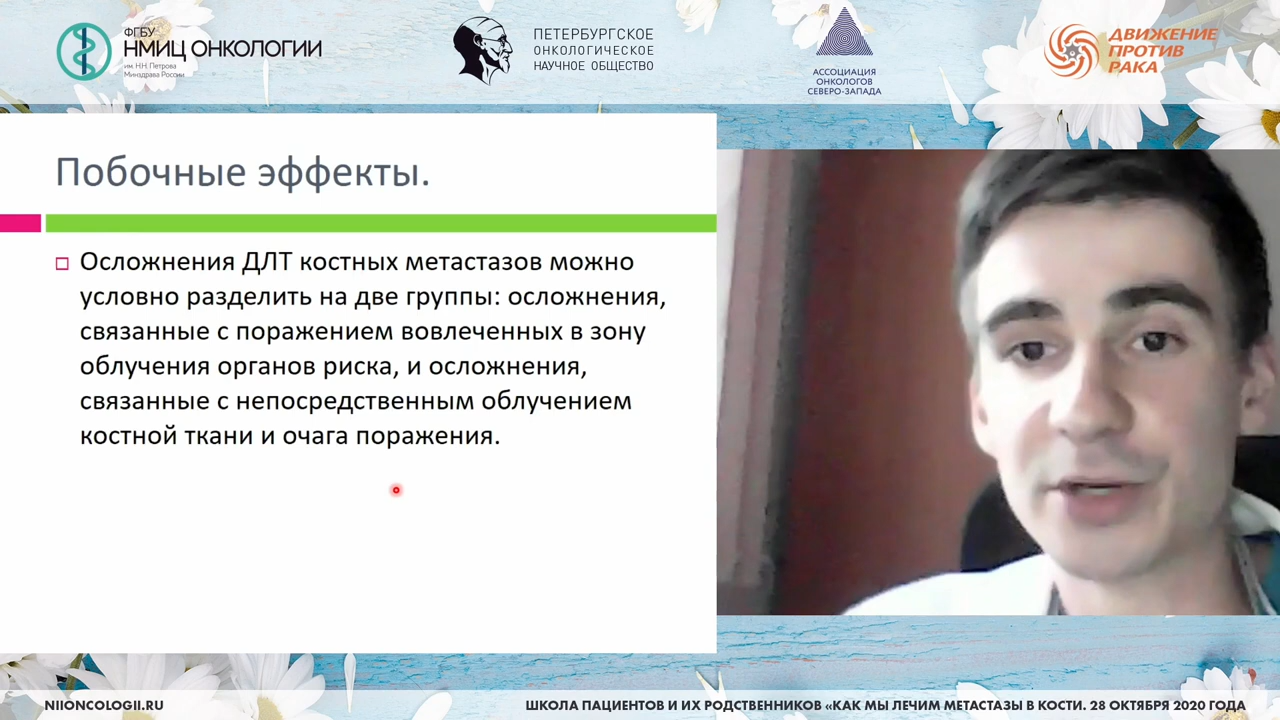 ФГБУ
НМИЦ ОНКОЛОГИИ
им. Н.Н. Петрова
Минздрава России
ПЕТЕРБУРГСКОЕ
ОНКОЛОГИЧЕСКОЕ
НАУЧНОЕ ОБЩЕСТВО
АССОЦИАЦИЯ
ОНКОЛОГОВ
СЕВЕРО-ЗАПАДА
ДВИЖЕНИЕ
ПРОТИВ
РАКА
Побочные эффекты.
Осложнения ДЛТ костных метастазов можно
условно разделить на две группы: осложнения,
связанные с поражением вовлеченных в зону
облучения органов риска, и осложнения,
связанные с непосредственным облучением
костной ткани и очага поражения.
NIIONCOLOGII.RU
ШКОЛА ПАЦИЕНТОВ И ИХ РОДСТВЕННИКОВ «КАК МЫ ЛЕЧИМ МЕТАСТАЗЫ В КОСТИ. 28 ОКТЯБРЯ 2020 ГОДА